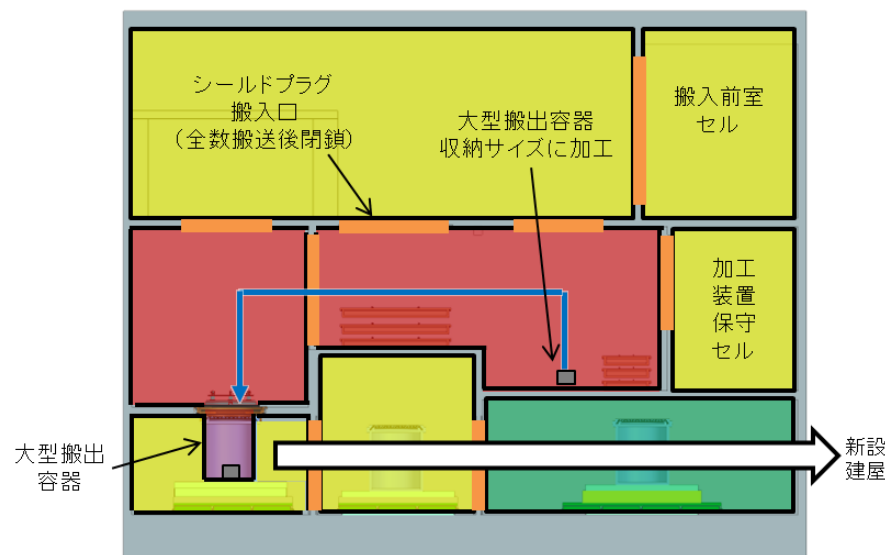 シールドプラグ
搬入口
（全数搬送後閉鎖）
大型搬出容器
収納サイズに加工
搬入前室
セル
加工
装置
保守
セル
大型搬出
容器
新設
建屋